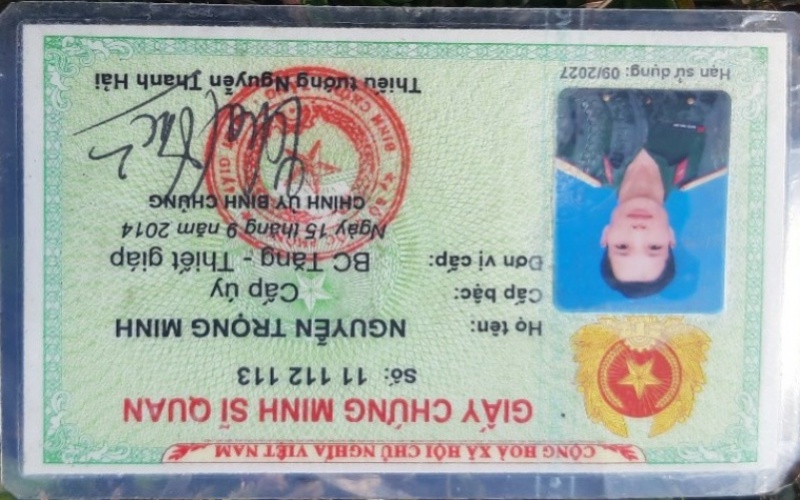 CỘNG HOÀ XÃ HỘI CHỦ NGHĨA VIỆT NAM
GIẤY CHỨNG MINH SĨ QUAN
Số: 11 112 113
Họ tên: NGUYỄN TRỌNG MINH
Cấp bậc: Cấp úy
Đơn vị cấp: BC Tăng - Thiết giáp
Ngày 15 tháng 9 năm 2014
CHÍNH ỦY BINH CHỦNG
Thiếu tướng Nguyễn Thanh Hải
Hạn sử dụng: 09/2027